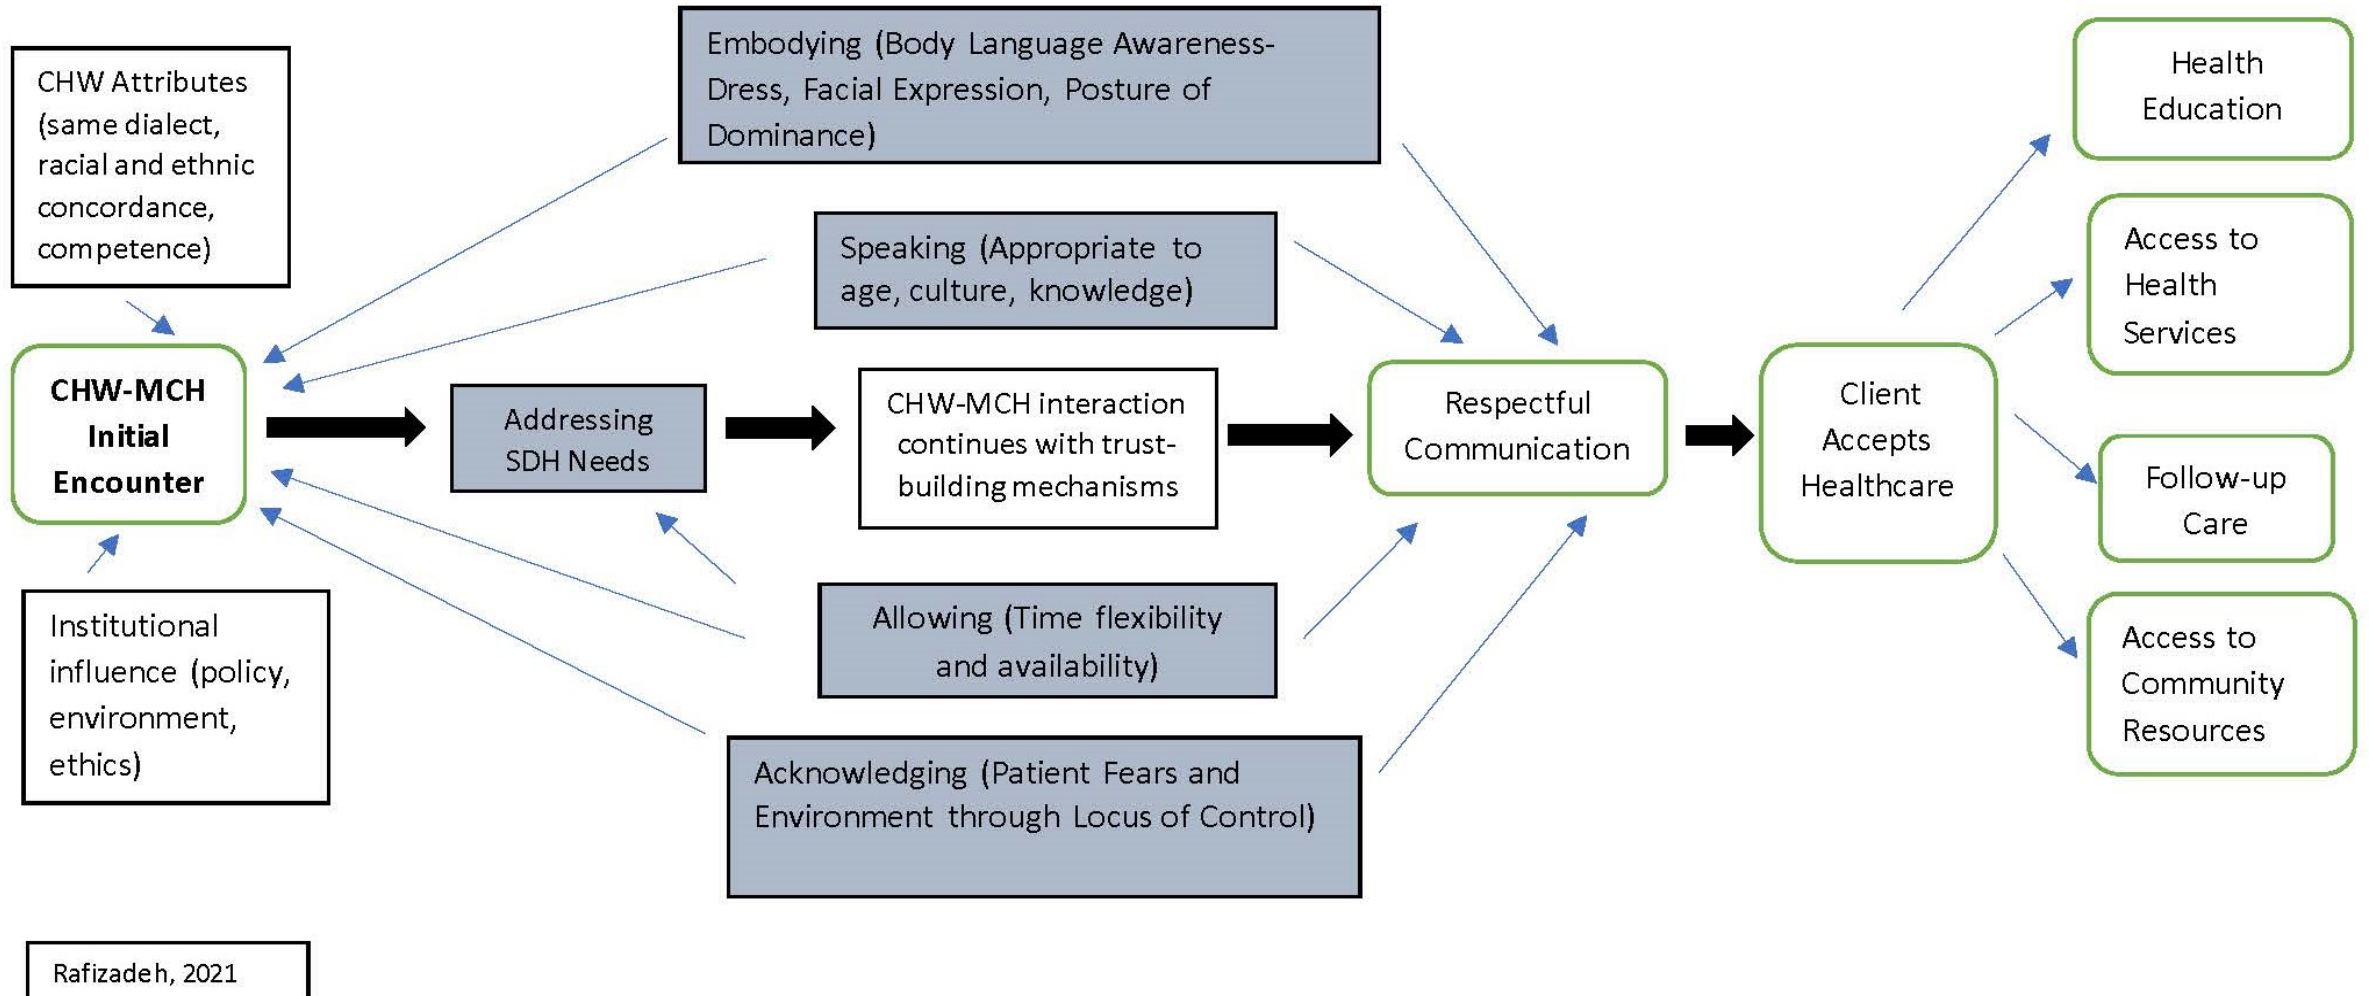 CHW Attributes
(same dialect,
racial and ethnic
concordance,
competence)
Embodying (Body Language Awareness-
Dress, Facial Expression, Posture of
Dominance)
Health
Education
Speaking (Appropriate to
age, culture, knowledge)
Access to
Health
Services
CHW-MCH
Initial
Encounter
Addressing
SDH Needs
CHW-MCH interaction
continues with trust-
building mechanisms
Respectful
Communication
Client
Accepts
Healthcare
Follow-up
Care
Institutional
influence (policy,
environment,
ethics)
Allowing (Time flexibility
and availability)
Access to
Community
Resources
Acknowledging (Patient Fears and
Environment through Locus of Control)
Rafizadeh, 2021